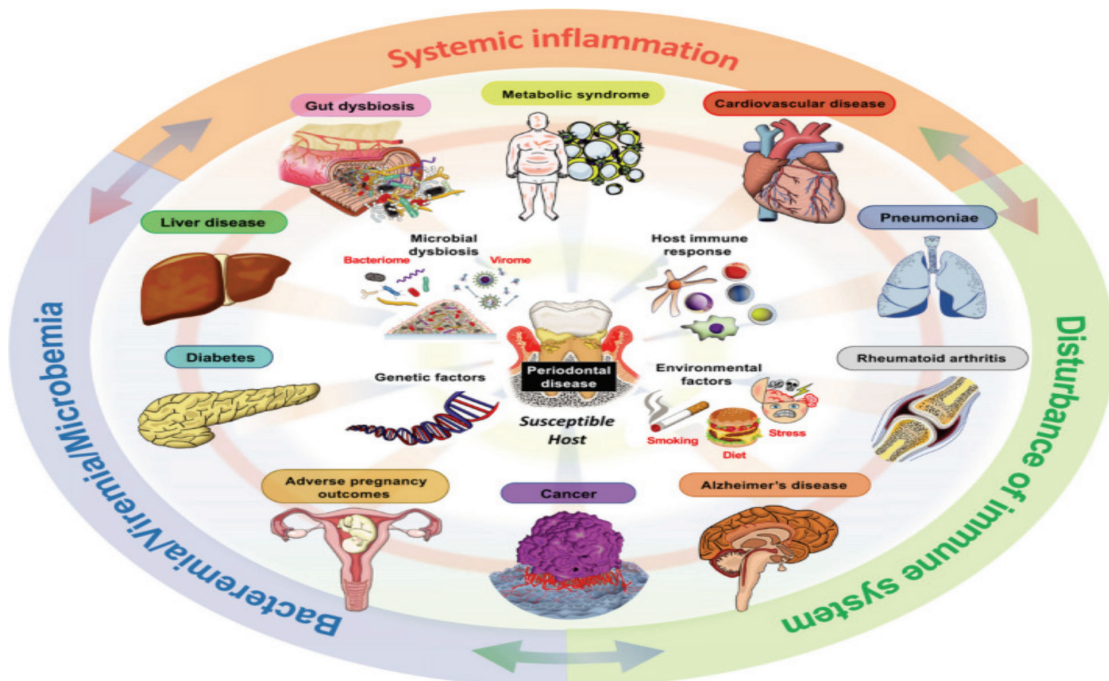 Systemic inflammation
Gut dysbiosis
Metabolic syndrome
Cardiovascular disease
Liver disease
Microbial
dysbiosis
Bacteriome
Virome
Host immune
response
Pneumoniae
Diabetes
Genetic factors
Periodontal
disease
Susceptible
Host
Environmental
factors
Smoking
Diet
Stress
Rheumatoid arthritis
Adverse pregnancy
outcomes
Cancer
Alzheimer's disease
Bacteremia/Viremia/Microbemia
Disturbance of immune system